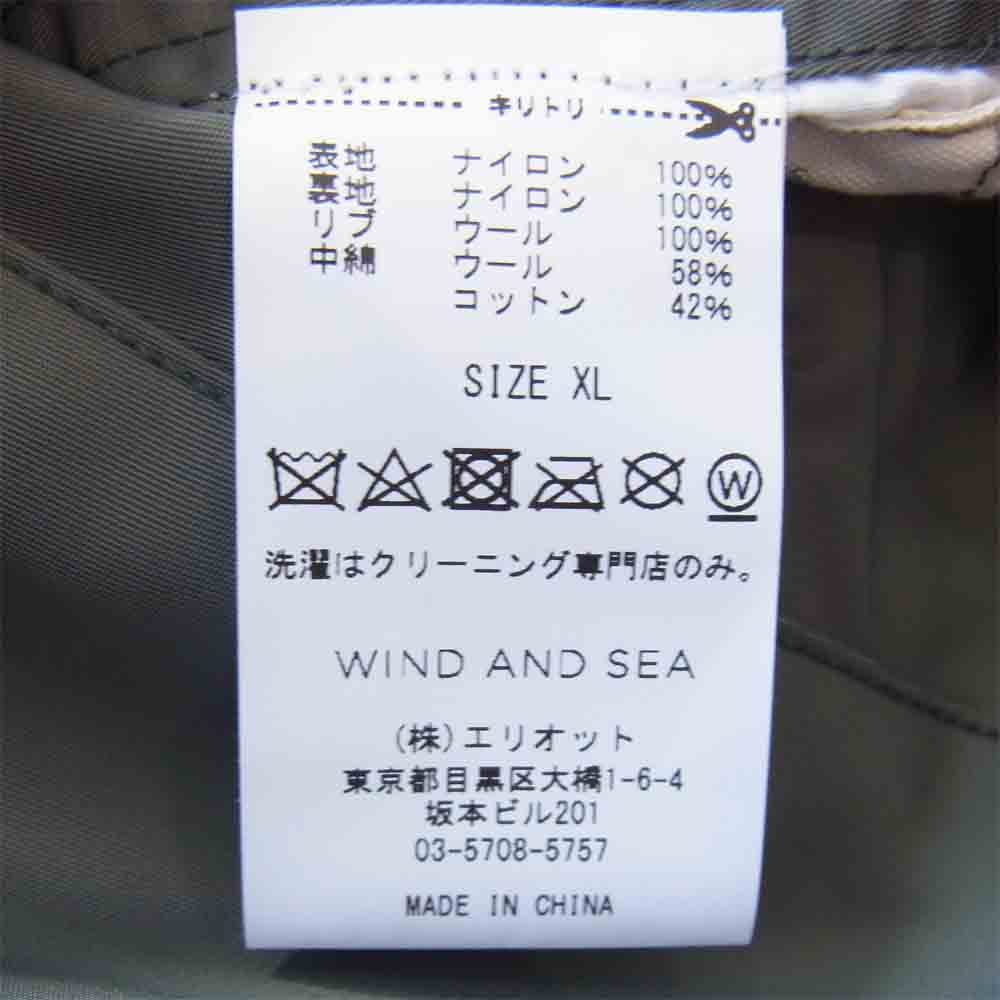 キリトリ
表地 ナイロン 100%
裏地 ナイロン 100%
リブ ウール 100%
中綿 ウール 58%
コットン 42%
SIZE XL
W
洗濯はクリーニング専門店のみ。
WIND AND SEA
(株)エリオット
東京都目黒区大橋1-6-4
坂本ビル201
03-5708-5757
MADE IN CHINA